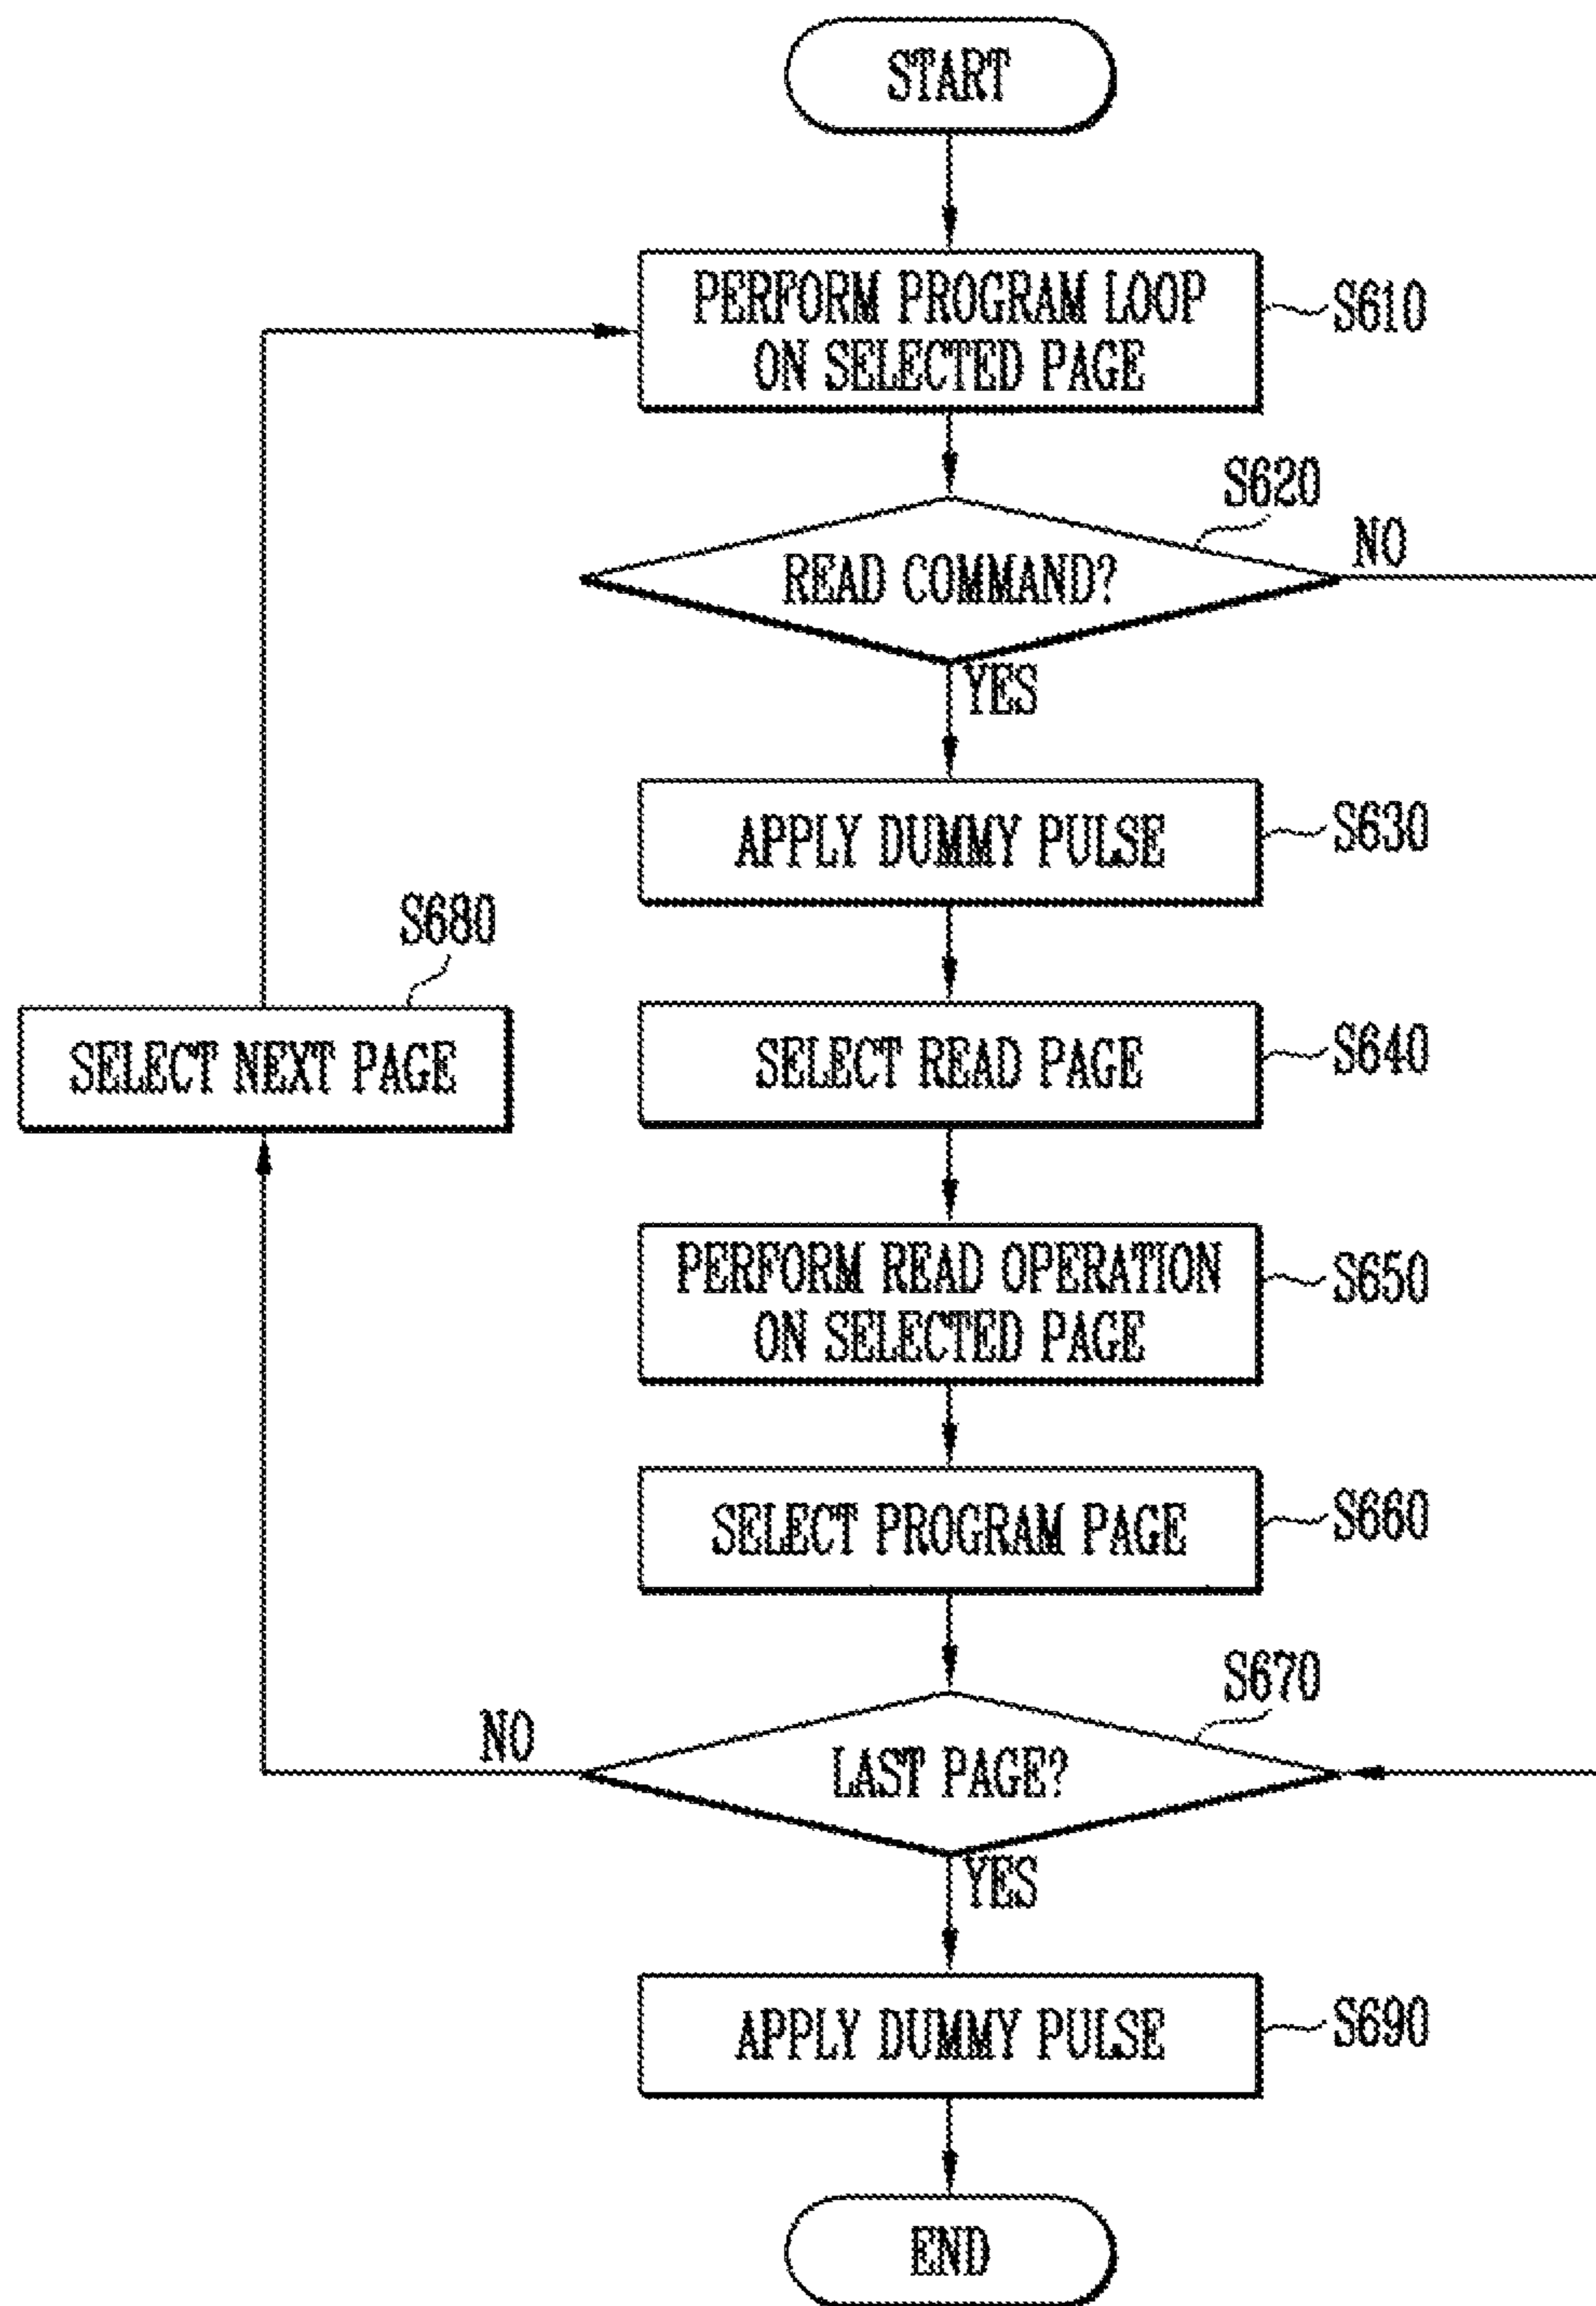 START
PERFORM PROGRAM LOOP
ON SELECTED PAGE
S610
S620
READ COMMAND?
NO
YES
APPLY DUMMY PULSE
S630
S680
SELECT NEXT PAGE
SELECT READ PAGE
S640
PERFORM READ OPERATION
ON SELECTED PAGE
S650
SELECT PROGRAM PAGE
S660
S670
NO
LAST PAGE?
YES
APPLY DUMMY PULSE
S690
END